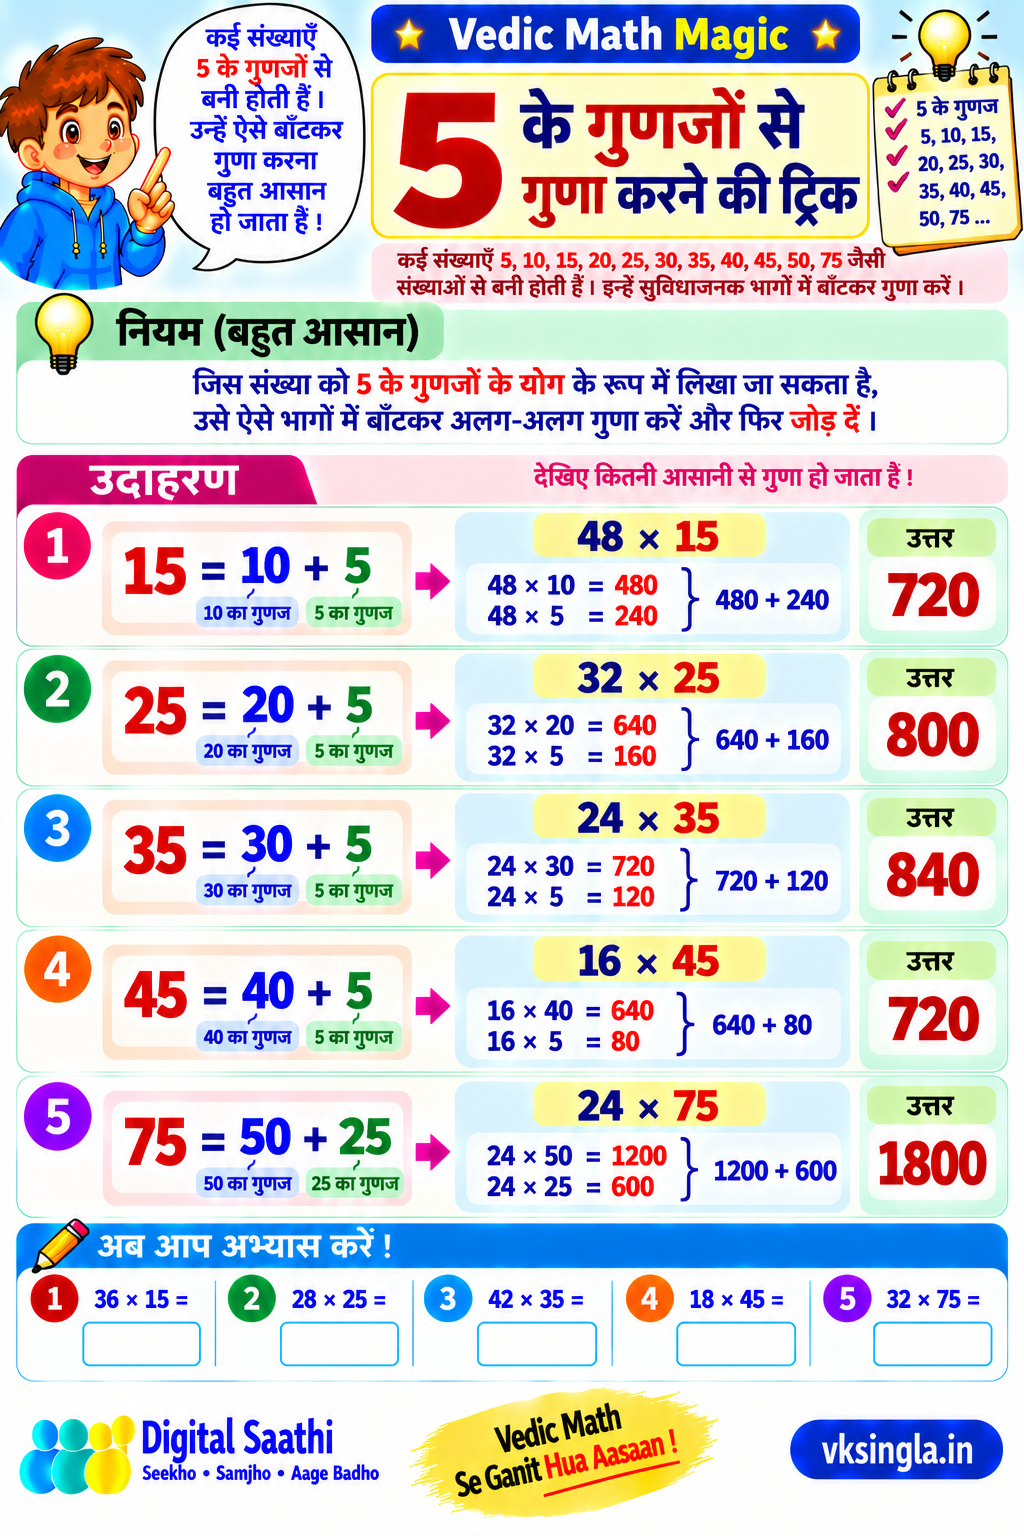 कई संख्याएँ
5 के गुणजों से
बनी होती हैं ।
उन्हें ऐसे बाँटकर
गुणा करना
बहुत आसान
हो जाता हैं !
Vedic Math Magic
5 के गुणजों से
गुणा करने की ट्रिक
5 के गुणज
5, 10, 15,
20, 25, 30,
35, 40, 45,
50, 75 ...
कई संख्याएँ 5, 10, 15, 20, 25, 30, 35, 40, 45, 50, 75 जैसी
संख्याओं से बनी होती हैं । इन्हें सुविधाजनक भागों में बाँटकर गुणा करें ।
नियम (बहुत आसान)
जिस संख्या को 5 के गुणजों के योग के रूप में लिखा जा सकता है,
उसे ऐसे भागों में बाँटकर अलग-अलग गुणा करें और फिर जोड़ दें ।
उदाहरण
देखिए कितनी आसानी से गुणा हो जाता हैं !
1
15 = 10 + 5
10 का गुणज 5 का गुणज
48 × 15
48 × 10 = 480
48 × 5 = 240
480 + 240
उत्तर
720
2
25 = 20 + 5
20 का गुणज 5 का गुणज
32 × 25
32 × 20 = 640
32 × 5 = 160
640 + 160
उत्तर
800
3
35 = 30 + 5
30 का गुणज 5 का गुणज
24 × 35
24 × 30 = 720
24 × 5 = 120
720 + 120
उत्तर
840
4
45 = 40 + 5
40 का गुणज 5 का गुणज
16 × 45
16 × 40 = 640
16 × 5 = 80
640 + 80
उत्तर
720
5
75 = 50 + 25
50 का गुणज 25 का गुणज
24 × 75
24 × 50 = 1200
24 × 25 = 600
1200 + 600
उत्तर
1800
अब आप अभ्यास करें !
1 36 × 15 =
2 28 × 25 =
3 42 × 35 =
4 18 × 45 =
5 32 × 75 =
Digital Saathi
Seekho • Samjho • Aage Badho
Vedic Math
Se Ganit Hua Aasaan !
vksingla.in